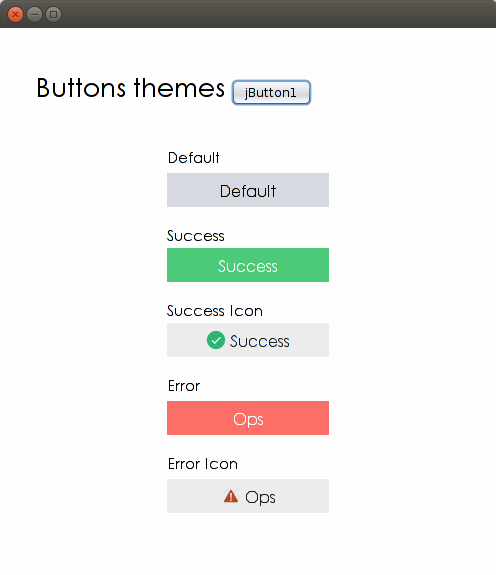 Buttons themes jButton1
Default
Default
Success
Success
Success Icon
Success
Error
Ops
Error Icon
Ops